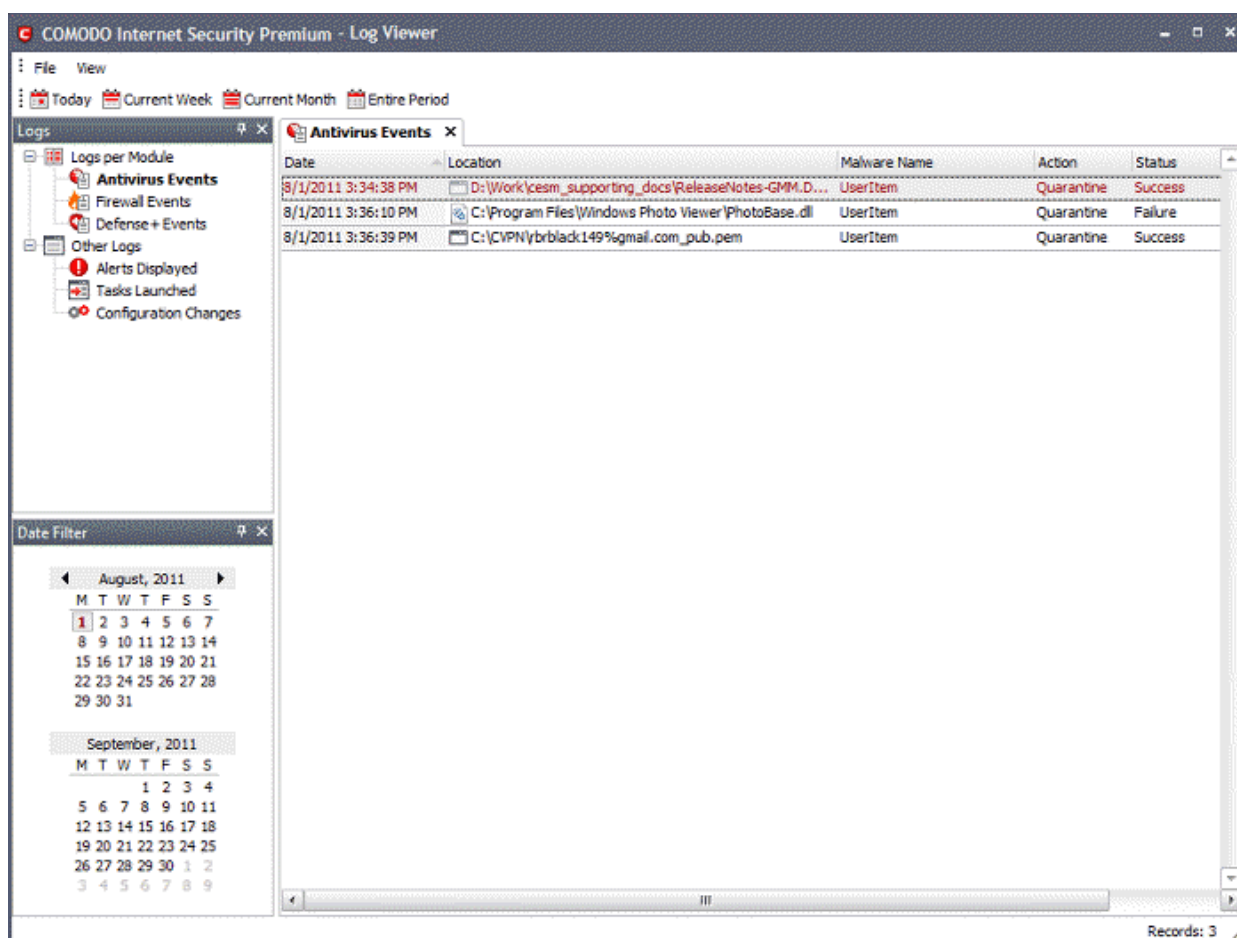 COMODO Internet Security Premium - Log Viewer
File View
Today Current Week Current Month Entire Period
Logs
Logs per Module
Antivirus Events
Firewall Events
Defense+ Events
Other Logs
Alerts Displayed
Tasks Launched
Configuration Changes
Antivirus Events
Date Location Malware Name Action Status
8/1/2011 3:34:38 PM D:\Work\cesm_supporting_docs\ReleaseNotes-GMM.D... UserItem Quarantine Success
8/1/2011 3:36:10 PM C:\Program Files\Windows Photo Viewer\PhotoBase.dll UserItem Quarantine Failure
8/1/2011 3:36:39 PM C:\CVPN\rbrblack149%gmail.com_pub.pem UserItem Quarantine Success
Date Filter
August, 2011
M T W T F S S
1 2 3 4 5 6 7
8 9 10 11 12 13 14
15 16 17 18 19 20 21
22 23 24 25 26 27 28
29 30 31
September, 2011
M T W T F S S
1 2 3 4
5 6 7 8 9 10 11
12 13 14 15 16 17 18
19 20 21 22 23 24 25
26 27 28 29 30 1 2
3 4 5 6 7 8 9
Records: 3